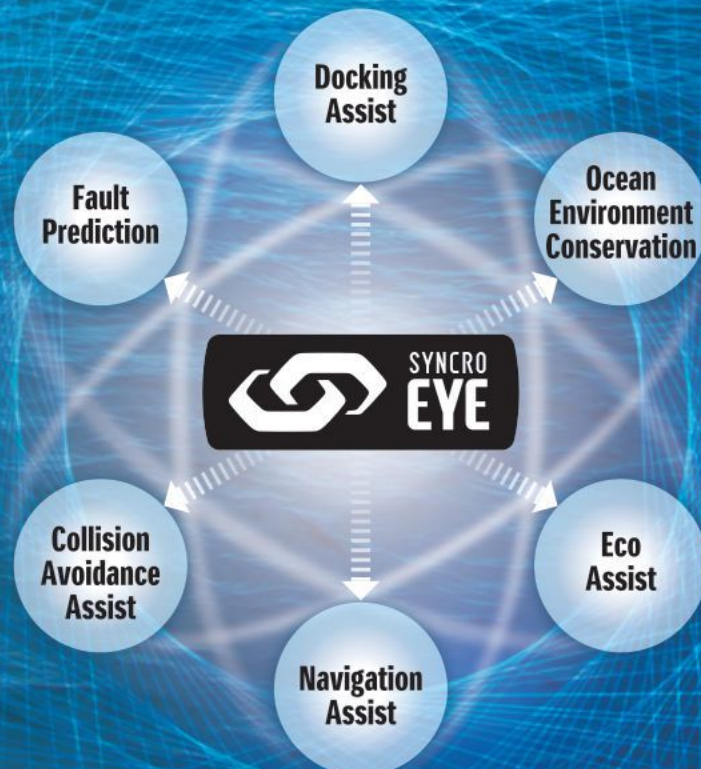 Docking
Assist
Fault
Prediction
Ocean
Environment
Conservation
SYNCRO
EYE
Collision
Avoidance
Assist
Eco
Assist
Navigation
Assist